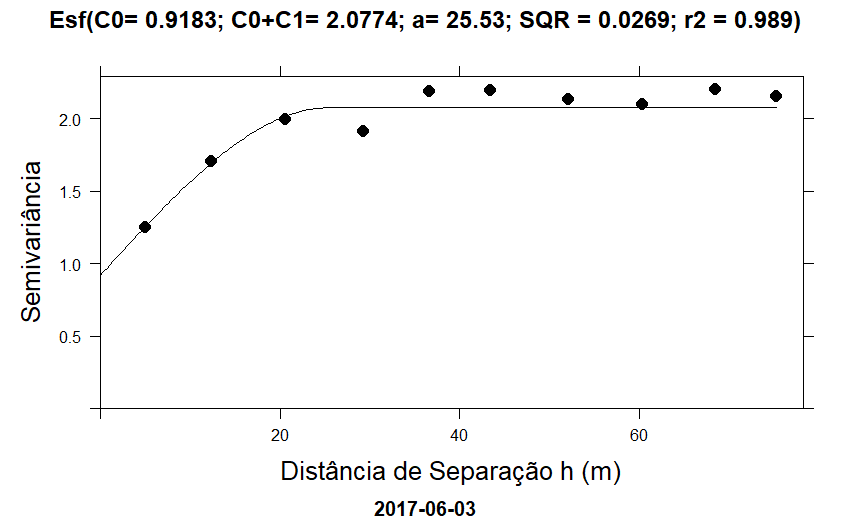 Esf(C0= 0.9183; C0+C1= 2.0774; a= 25.53; SQR = 0.0269; r2 = 0.989)
Semivariância
2.0
1.5
1.0
0.5
20 40 60
Distância de Separação h (m)
2017-06-03